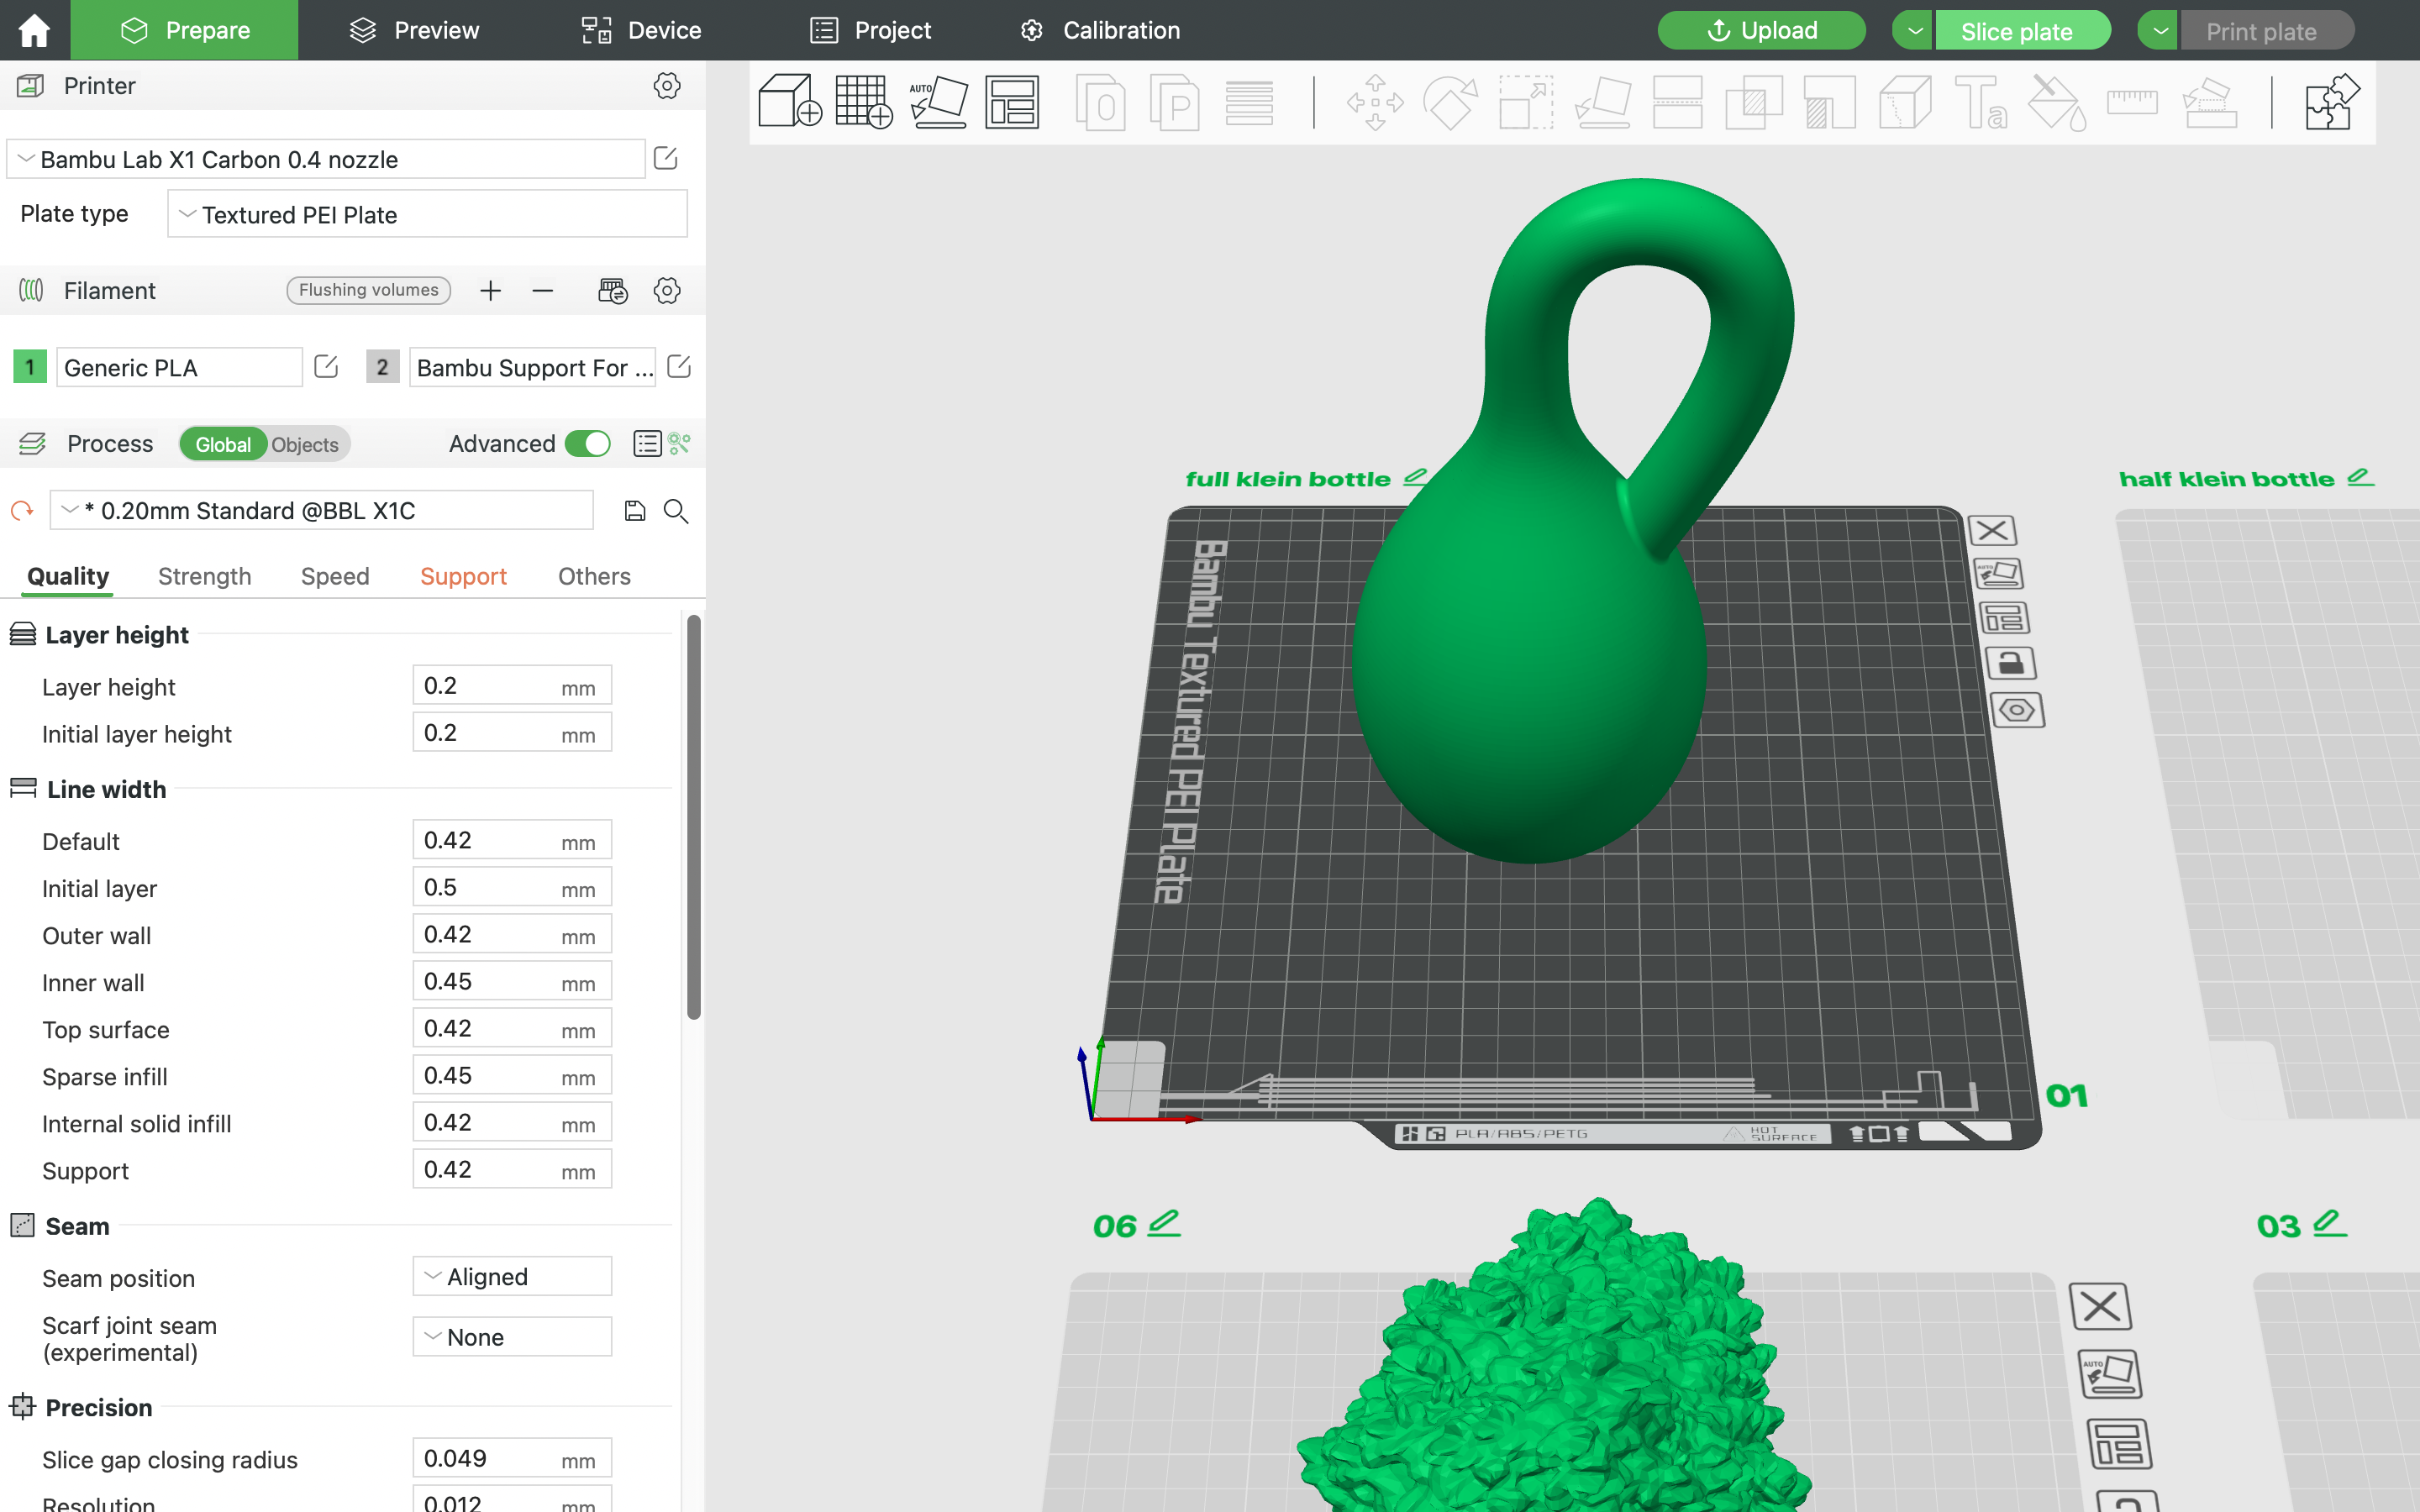 Prepare
Preview
Device
Project
Calibration
Upload
Slice plate
Print plate
Printer
Bambu Lab X1 Carbon 0.4 nozzle
Plate type
Textured PEI Plate
Filament
Flushing volumes
1
Generic PLA
2
Bambu Support For ...
Process
Global
Objects
Advanced
* 0.20mm Standard @BBL X1C
Quality
Strength
Speed
Support
Others
Layer height
Layer height 0.2 mm
Initial layer height 0.2 mm
Line width
Default 0.42 mm
Initial layer 0.5 mm
Outer wall 0.42 mm
Inner wall 0.45 mm
Top surface 0.42 mm
Sparse infill 0.45 mm
Internal solid infill 0.42 mm
Support 0.42 mm
Seam
Seam position Aligned
Scarf joint seam
(experimental) None
Precision
Slice gap closing radius 0.049 mm
Resolution 0.012 mm
AUTO
O
P
Ta
full klein bottle
half klein bottle
Bambu Textured PEI Plate
AUTO
01
PLA/ABS/PETG
HOT
SURFACE
06
03
AUTO